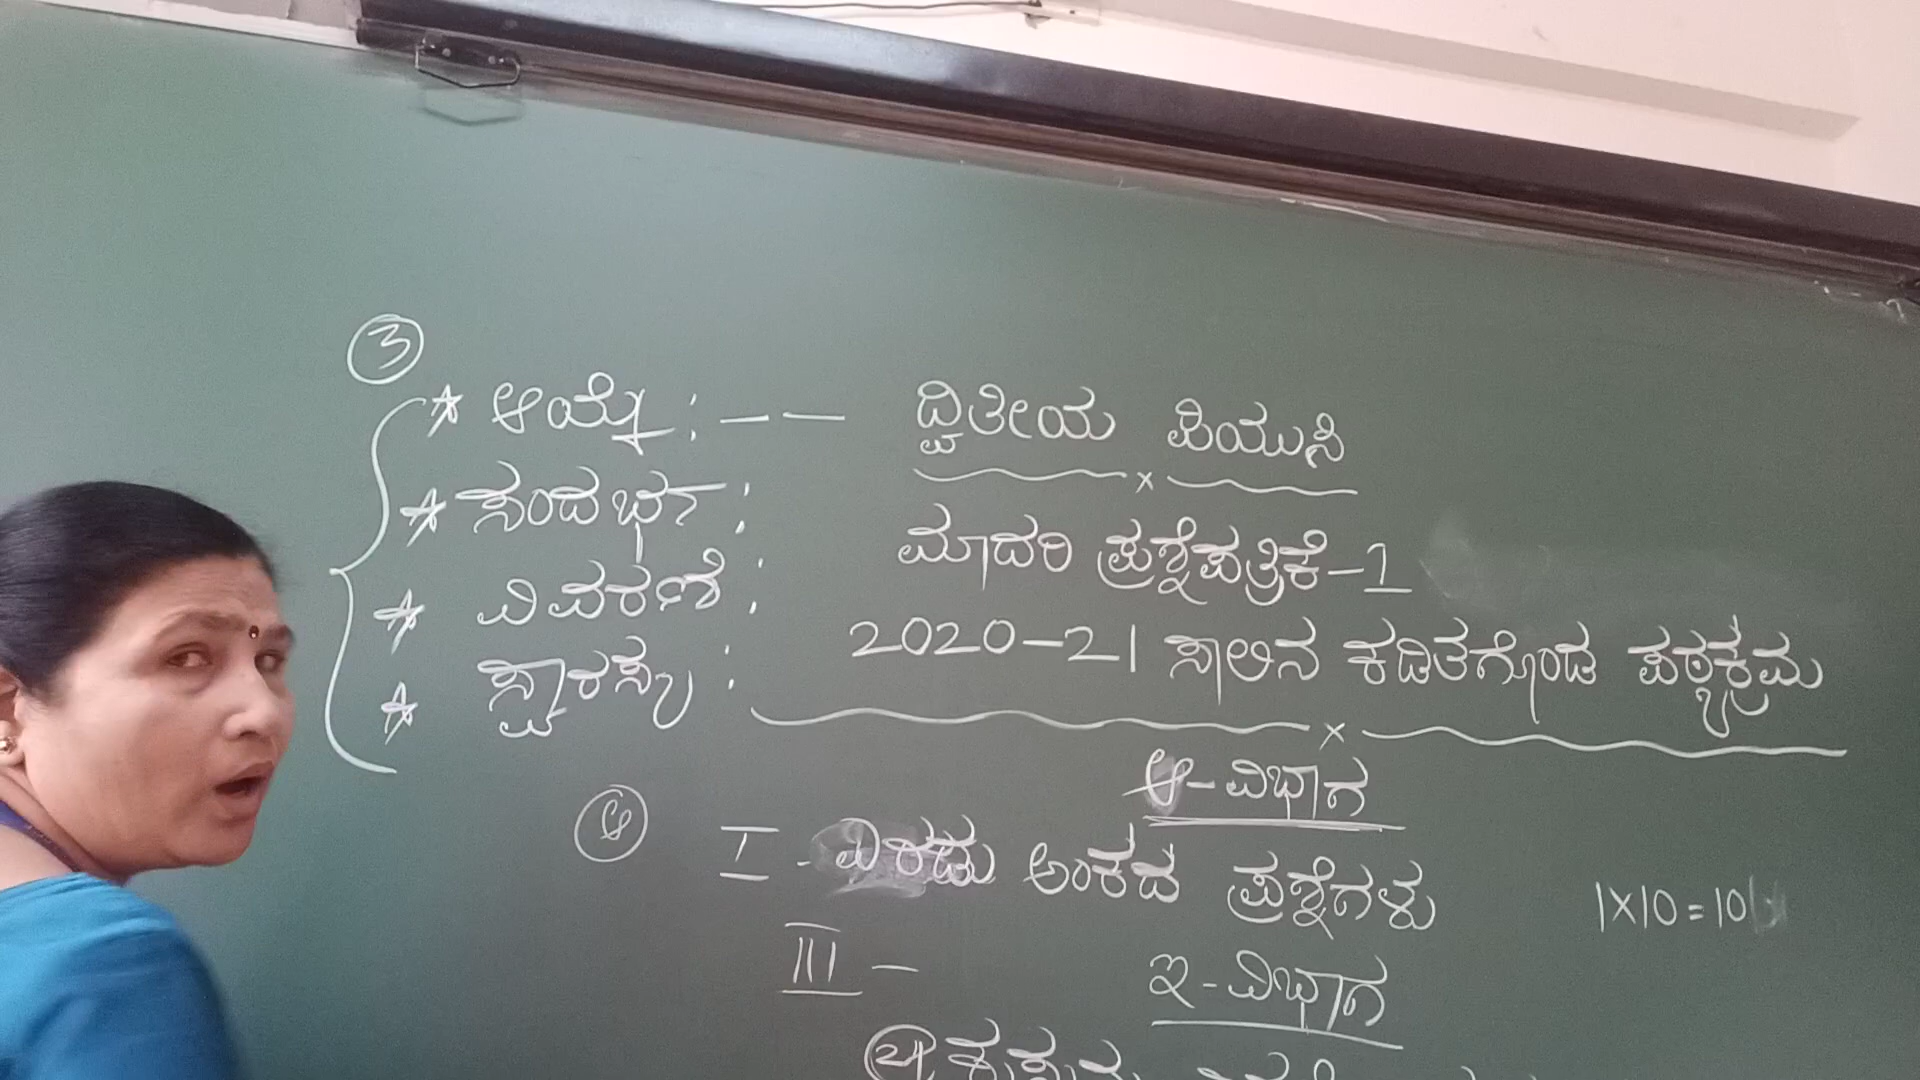 ③
* ಆಯ್ಕೆ : — —
* ಸಂದರ್ಭ :
* ವಿವರಣೆ :
* ಸ್ವಾರಸ್ಯ :
ದ್ವಿತೀಯ ಪಿಯುಸಿ
ಮಾದರಿ ಪ್ರಶ್ನೆಪತ್ರಿಕೆ-1
2020-21 ಸಾಲಿನ ಕಡಿತಗೊಂಡ ಪಠ್ಯಕ್ರಮ
ಆ-ವಿಭಾಗ
I - ಅಂಕದ ಪ್ರಶ್ನೆಗಳು 1X10=10
III — ಇ-ವಿಭಾಗ